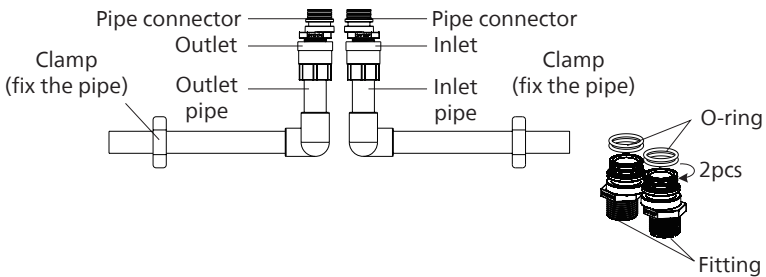 Pipe connector
Outlet
Clamp
(fix the pipe)
Outlet
pipe
Pipe connector
Inlet
Inlet
pipe
Clamp
(fix the pipe)
O-ring
2pcs
Fitting